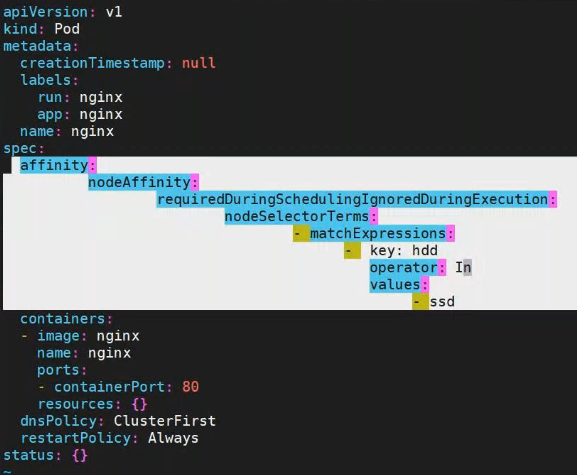 apiVersion: v1
kind: Pod
metadata:
  creationTimestamp: null
  labels:
    run: nginx
    app: nginx
  name: nginx
spec:
  affinity:
          nodeAffinity:
                  requiredDuringSchedulingIgnoredDuringExecution:
                          nodeSelectorTerms:
                                  - matchExpressions:
                                        -  key: hdd
                                           operator: In
                                           values:
                                                - ssd
  containers:
  - image: nginx
    name: nginx
    ports:
    - containerPort: 80
    resources: {}
  dnsPolicy: ClusterFirst
  restartPolicy: Always
status: {}
~